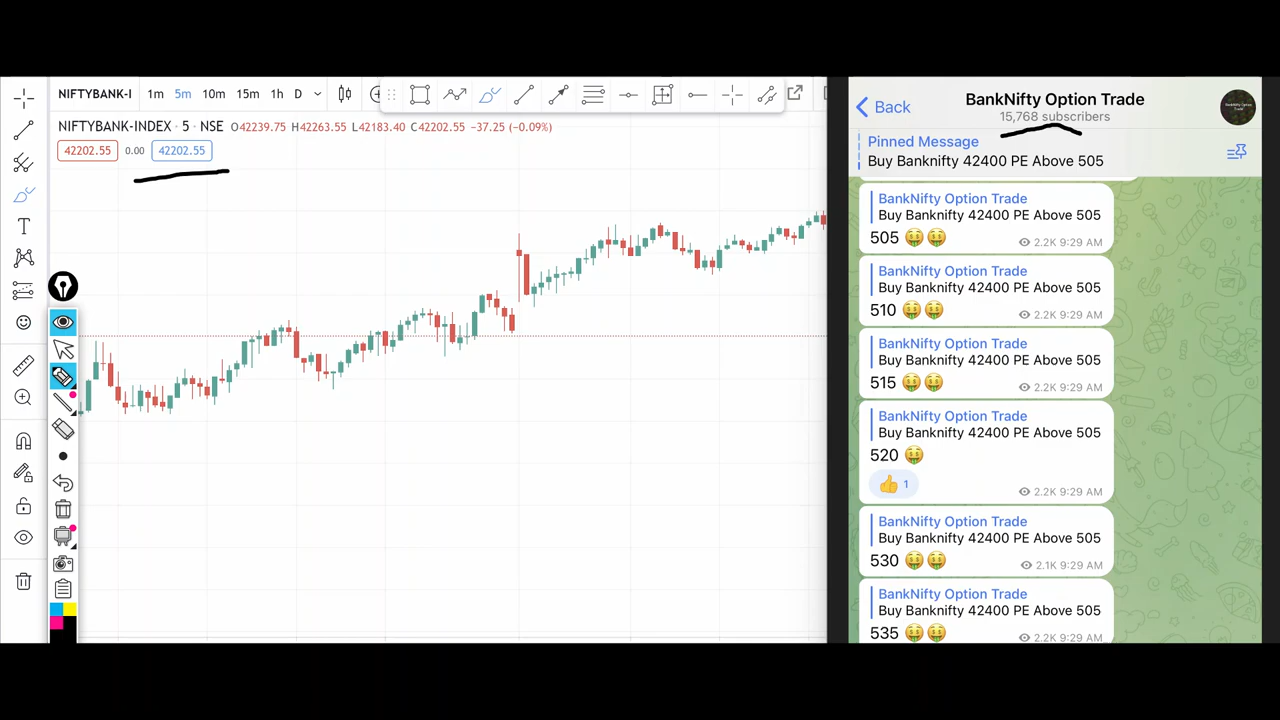 NIFTYBANK-I 1m 5m 10m 15m 1h D
NIFTYBANK-INDEX · 5 · NSE O42239.75 H42263.55 L42183.40 C42202.55 −37.25 (−0.09%)
42202.55 0.00 42202.55
T
Back
BankNifty Option Trade
15,768 subscribers
Pinned Message
Buy Banknifty 42400 PE Above 505
BankNifty Option Trade
Buy Banknifty 42400 PE Above 505
505 🤑🤑 2.2K 9:29 AM
BankNifty Option Trade
Buy Banknifty 42400 PE Above 505
510 🤑🤑 2.2K 9:29 AM
BankNifty Option Trade
Buy Banknifty 42400 PE Above 505
515 🤑🤑 2.2K 9:29 AM
BankNifty Option Trade
Buy Banknifty 42400 PE Above 505
520 🤑
👍 1 2.2K 9:29 AM
BankNifty Option Trade
Buy Banknifty 42400 PE Above 505
530 🤑🤑 2.1K 9:29 AM
BankNifty Option Trade
Buy Banknifty 42400 PE Above 505
535 🤑🤑 2.2K 9:29 AM